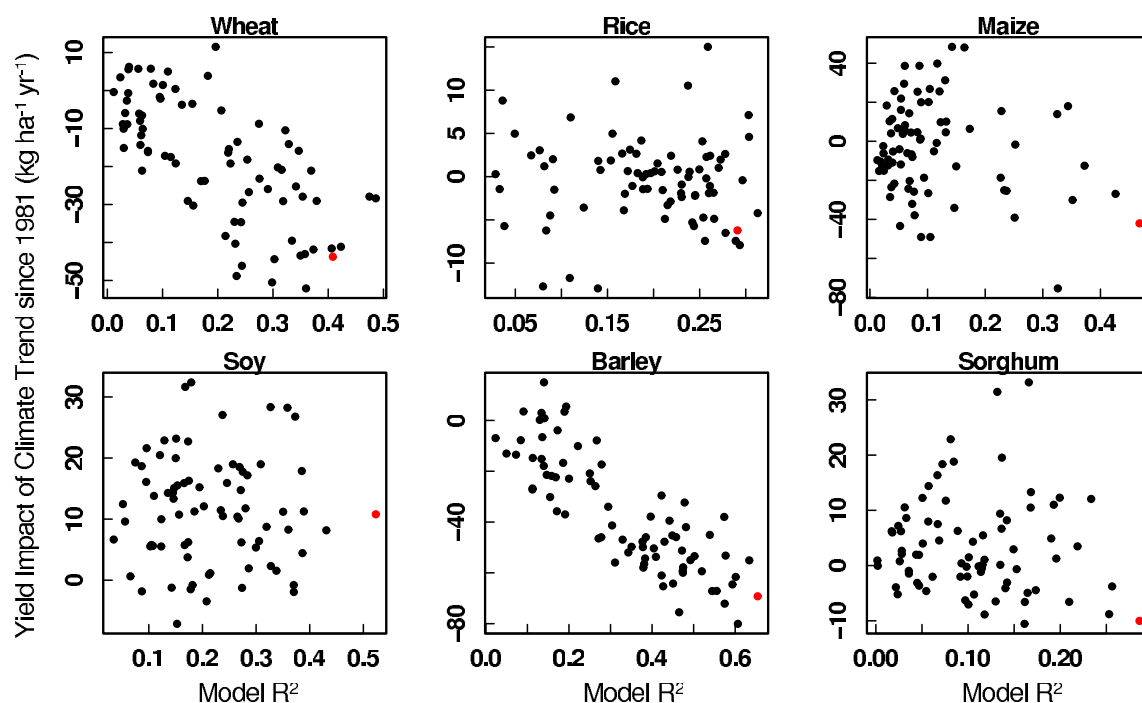 Wheat Rice Maize
Yield Impact of Climate Trend since 1981 (kg ha⁻¹ yr⁻¹)
10
-10
-30
-50
0.0 0.1 0.2 0.3 0.4 0.5
10
5
0
-10
0.05 0.15 0.25
40
0
-40
-80
0.0 0.1 0.2 0.3 0.4
Soy Barley Sorghum
30
20
10
0
0.1 0.2 0.3 0.4 0.5
0
-40
-80
0.0 0.2 0.4 0.6
30
20
10
0
-10
0.00 0.10 0.20
Model R² Model R² Model R²